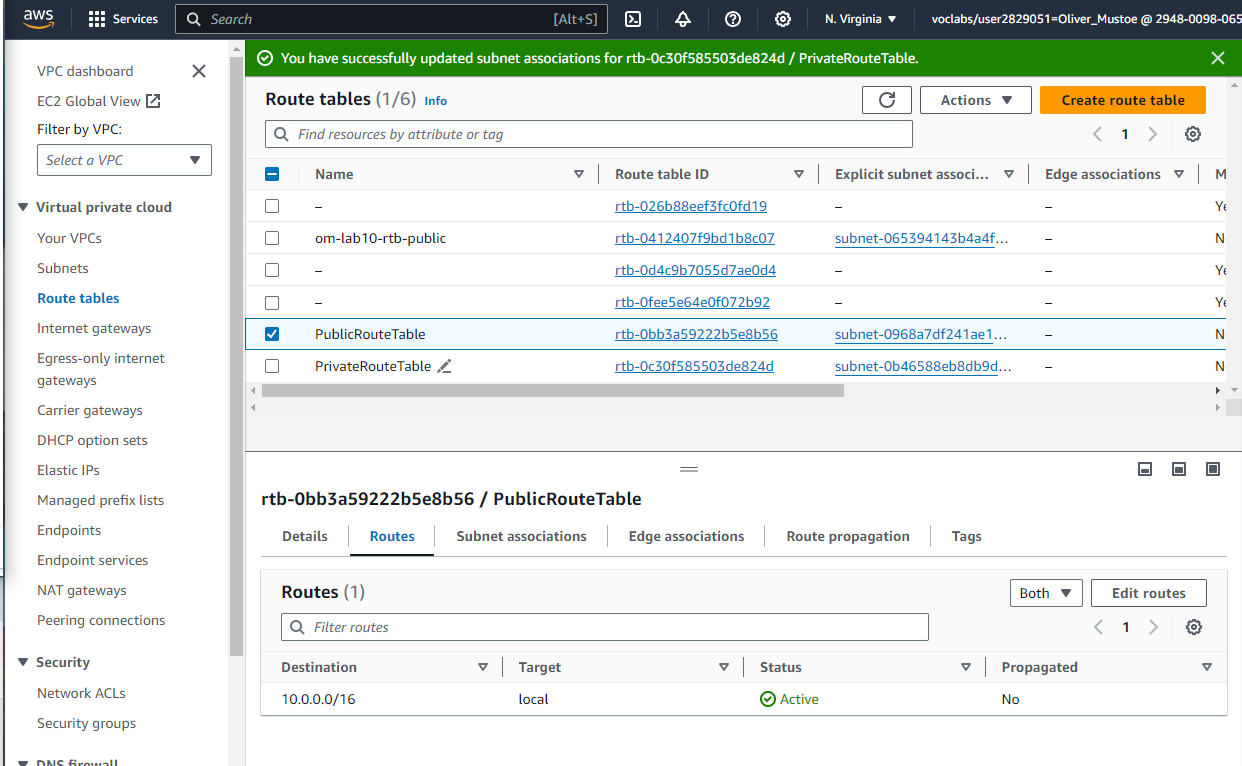 aws Services Search [Alt+S] N. Virginia voclabs/user2829051=Oliver_Mustoe @ 2948-0098-065
VPC dashboard
EC2 Global View
Filter by VPC:
Select a VPC
Virtual private cloud
Your VPCs
Subnets
Route tables
Internet gateways
Egress-only internet
gateways
Carrier gateways
DHCP option sets
Elastic IPs
Managed prefix lists
Endpoints
Endpoint services
NAT gateways
Peering connections
Security
Network ACLs
Security groups
DNS firewall
You have successfully updated subnet associations for rtb-0c30f585503de824d / PrivateRouteTable.
Route tables (1/6) Info Actions Create route table
Find resources by attribute or tag 1
Name Route table ID Explicit subnet associ... Edge associations M
– rtb-026b88eef3fc0fd19 – – Ye
om-lab10-rtb-public rtb-0412407f9bd1b8c07 subnet-065394143b4a4f... – N
– rtb-0d4c9b7055d7ae0d4 – – Ye
– rtb-0fee5e64e0f072b92 – – Ye
PublicRouteTable rtb-0bb3a59222b5e8b56 subnet-0968a7df241ae1... – N
PrivateRouteTable rtb-0c30f585503de824d subnet-0b46588eb8db9d... – N
rtb-0bb3a59222b5e8b56 / PublicRouteTable
Details Routes Subnet associations Edge associations Route propagation Tags
Routes (1) Both Edit routes
Filter routes 1
Destination Target Status Propagated
10.0.0.0/16 local Active No